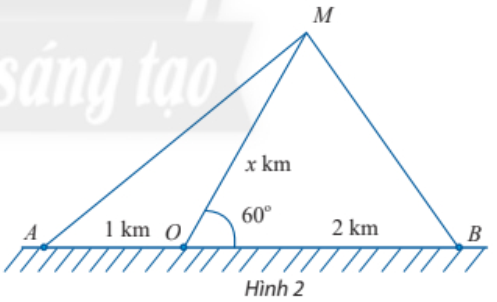 M
sáng tạo
x km
60°
A 1 km O 2 km B
Hình 2